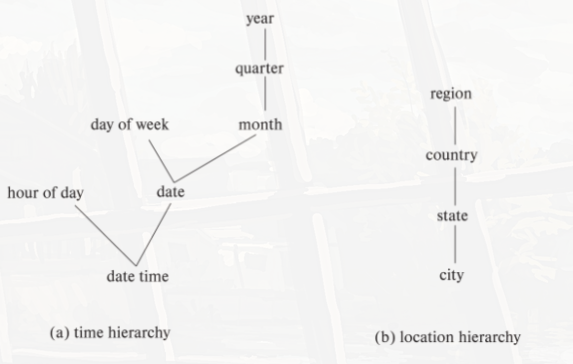 year
quarter
day of week
month
hour of day
date
date time
(a) time hierarchy
region
country
state
city
(b) location hierarchy